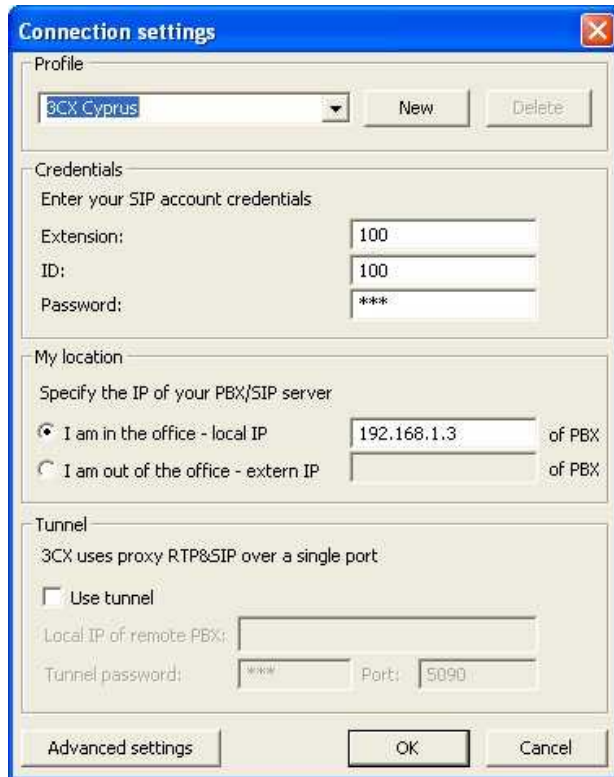 Connection settings
Profile
3CX Cyprus
New
Delete
Credentials
Enter your SIP account credentials
Extension: 100
ID: 100
Password: ***
My location
Specify the IP of your PBX/SIP server
I am in the office - local IP 192.168.1.3 of PBX
I am out of the office - extern IP of PBX
Tunnel
3CX uses proxy RTP&SIP over a single port
Use tunnel
Local IP of remote PBX:
Tunnel password: *** Port: 5090
Advanced settings OK Cancel